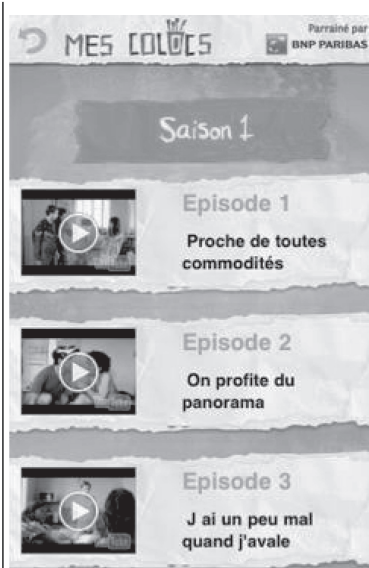 MES COLOCS
Parrainé par
BNP PARIBAS
Saison 1
Episode 1
Proche de toutes
commodités
Episode 2
On profite du
panorama
Episode 3
J ai un peu mal
quand j'avale